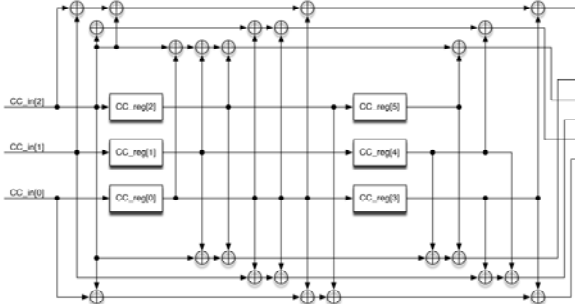 CC_in[2]
CC_reg[2]
CC_reg[5]
CC_in[1]
CC_reg[1]
CC_reg[4]
CC_in[0]
CC_reg[0]
CC_reg[3]